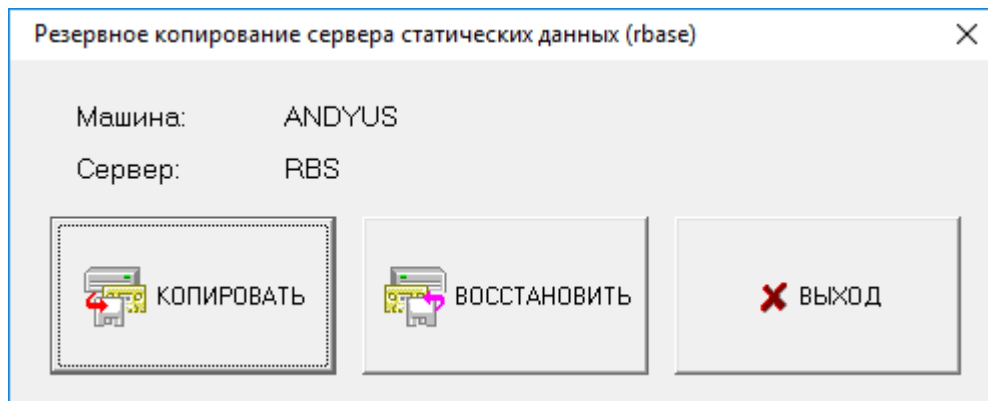 Резервное копирование сервера статических данных (rbase)
Машина: ANDYUS
Сервер: RBS
КОПИРОВАТЬ ВОССТАНОВИТЬ ВЫХОД